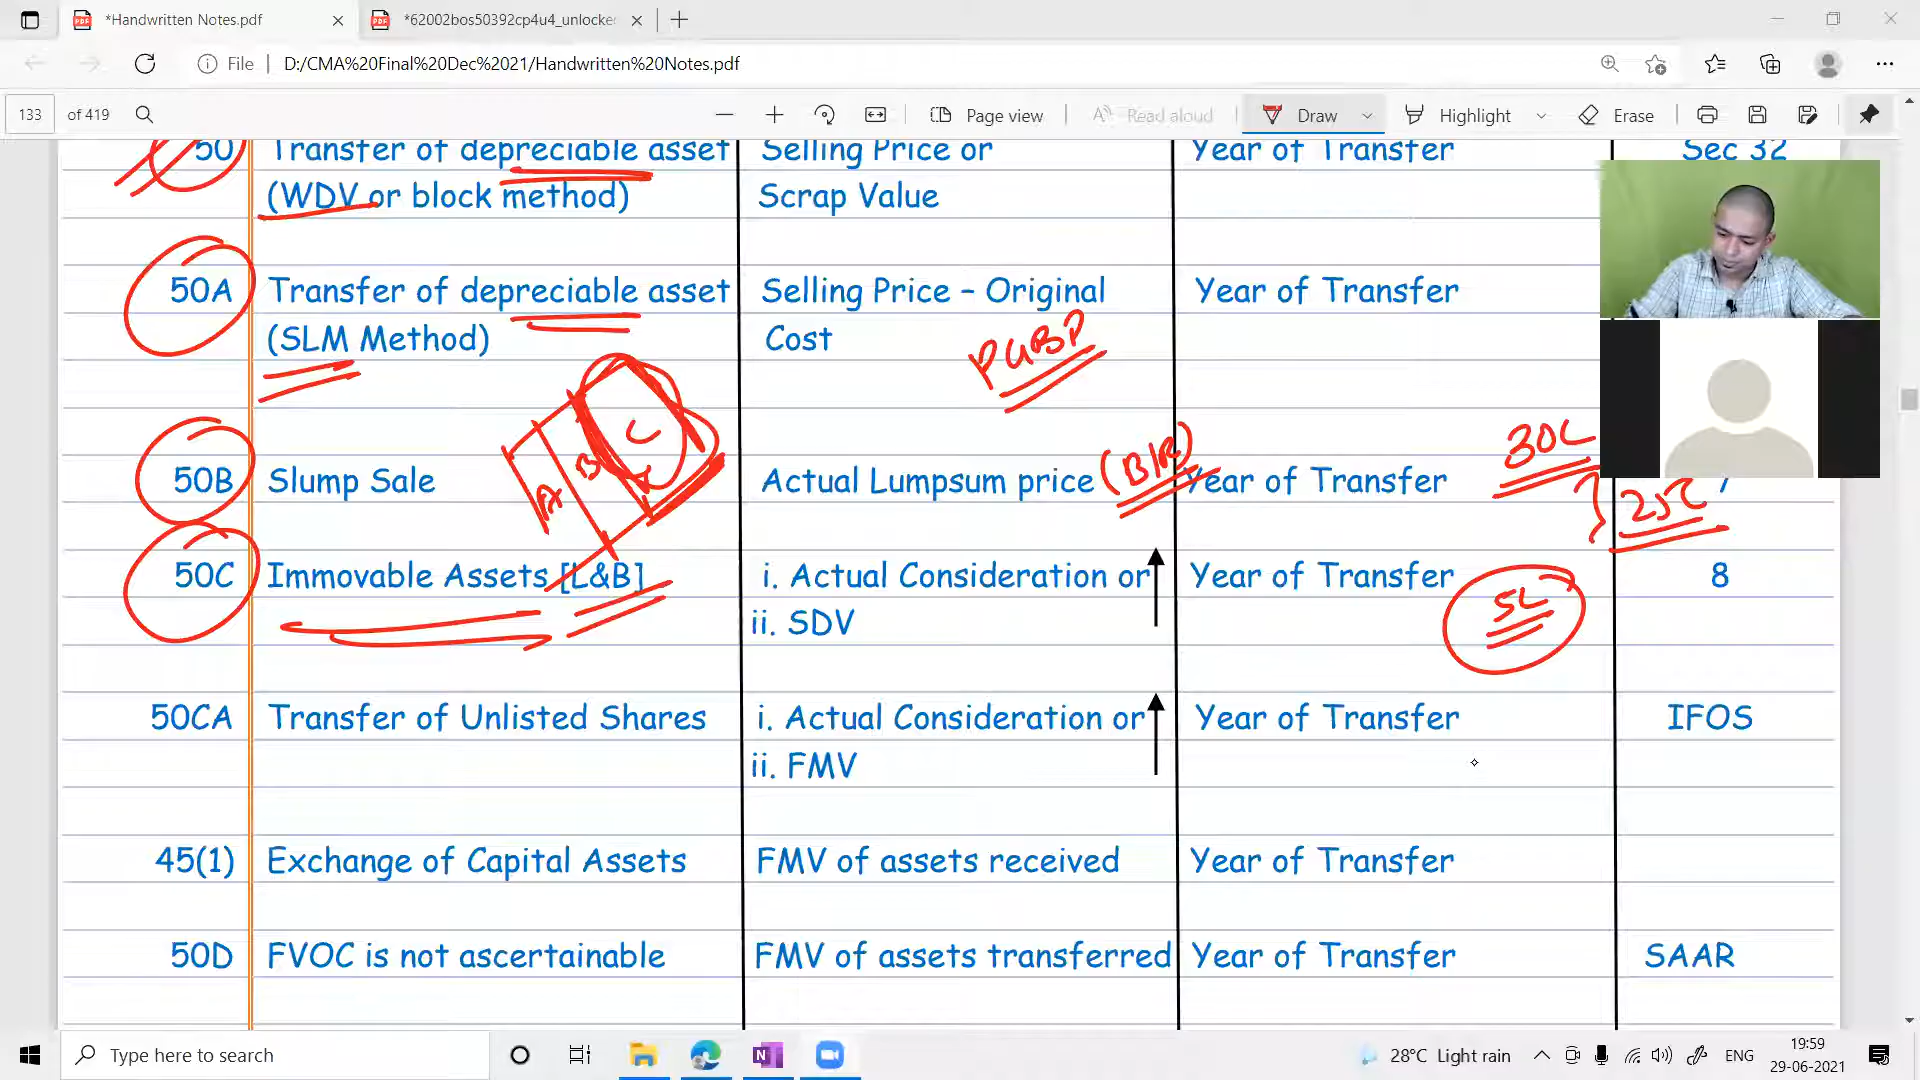 *Handwritten Notes.pdf
*62002bos50392cp4u4_unlocke
File D:/CMA%20Final%20Dec%2021/Handwritten%20Notes.pdf
133 of 419 Page view Read aloud Draw Highlight Erase
50 Transfer of depreciable asset Selling Price or Year of Transfer Sec 32
(WDV or block method) Scrap Value
50A Transfer of depreciable asset Selling Price – Original Year of Transfer
(SLM Method) Cost
PGBP
C
30L
B
(B/R)
50B Slump Sale Actual Lumpsum price Year of Transfer 7
A
25L
50C Immovable Assets [L&B] i. Actual Consideration or Year of Transfer 8
5L
ii. SDV
50CA Transfer of Unlisted Shares i. Actual Consideration or Year of Transfer IFOS
ii. FMV
45(1) Exchange of Capital Assets FMV of assets received Year of Transfer
50D FVOC is not ascertainable FMV of assets transferred Year of Transfer SAAR
Type here to search 28°C Light rain ENG 19:59
29-06-2021